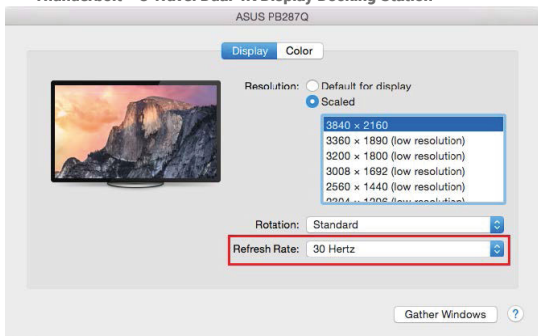 ASUS PB287Q
Display Color
Resolution: Default for display
Scaled
3840 × 2160
3360 × 1890 (low resolution)
3200 × 1800 (low resolution)
3008 × 1692 (low resolution)
2560 × 1440 (low resolution)
Rotation: Standard
Refresh Rate: 30 Hertz
Gather Windows ?